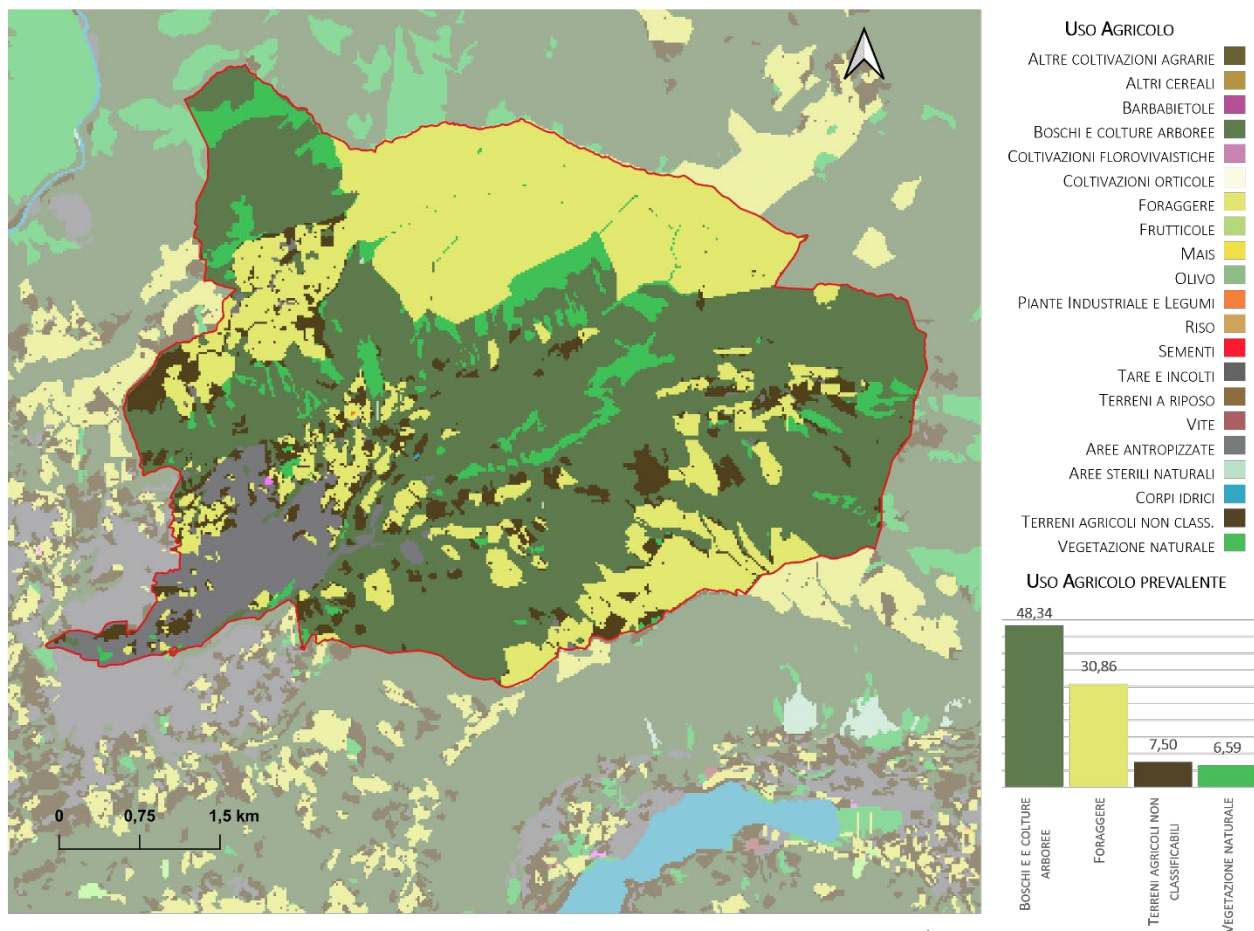 USO AGRICOLO
ALTRE COLTIVAZIONI AGRARIE
ALTRI CEREALI
BARBABIETOLE
BOSCHI E COLTURE ARBOREE
COLTIVAZIONI FLOROVIVAISTICHE
COLTIVAZIONI ORTICOLE
FORAGGERE
FRUTTICOLE
MAIS
OLIVO
PIANTE INDUSTRIALE E LEGUMI
RISO
SEMENTI
TARE E INCOLTI
TERRENI A RIPOSO
VITE
AREE ANTROPIZZATE
AREE STERILI NATURALI
CORPI IDRICI
TERRENI AGRICOLI NON CLASS.
VEGETAZIONE NATURALE
USO AGRICOLO PREVALENTE
48,34
30,86
7,50
6,59
BOSCHI E E COLTURE
ARBOREE
FORAGGERE
TERRENI AGRICOLI NON
CLASSIFICABILI
VEGETAZIONE NATURALE
0 0,75 1,5 km